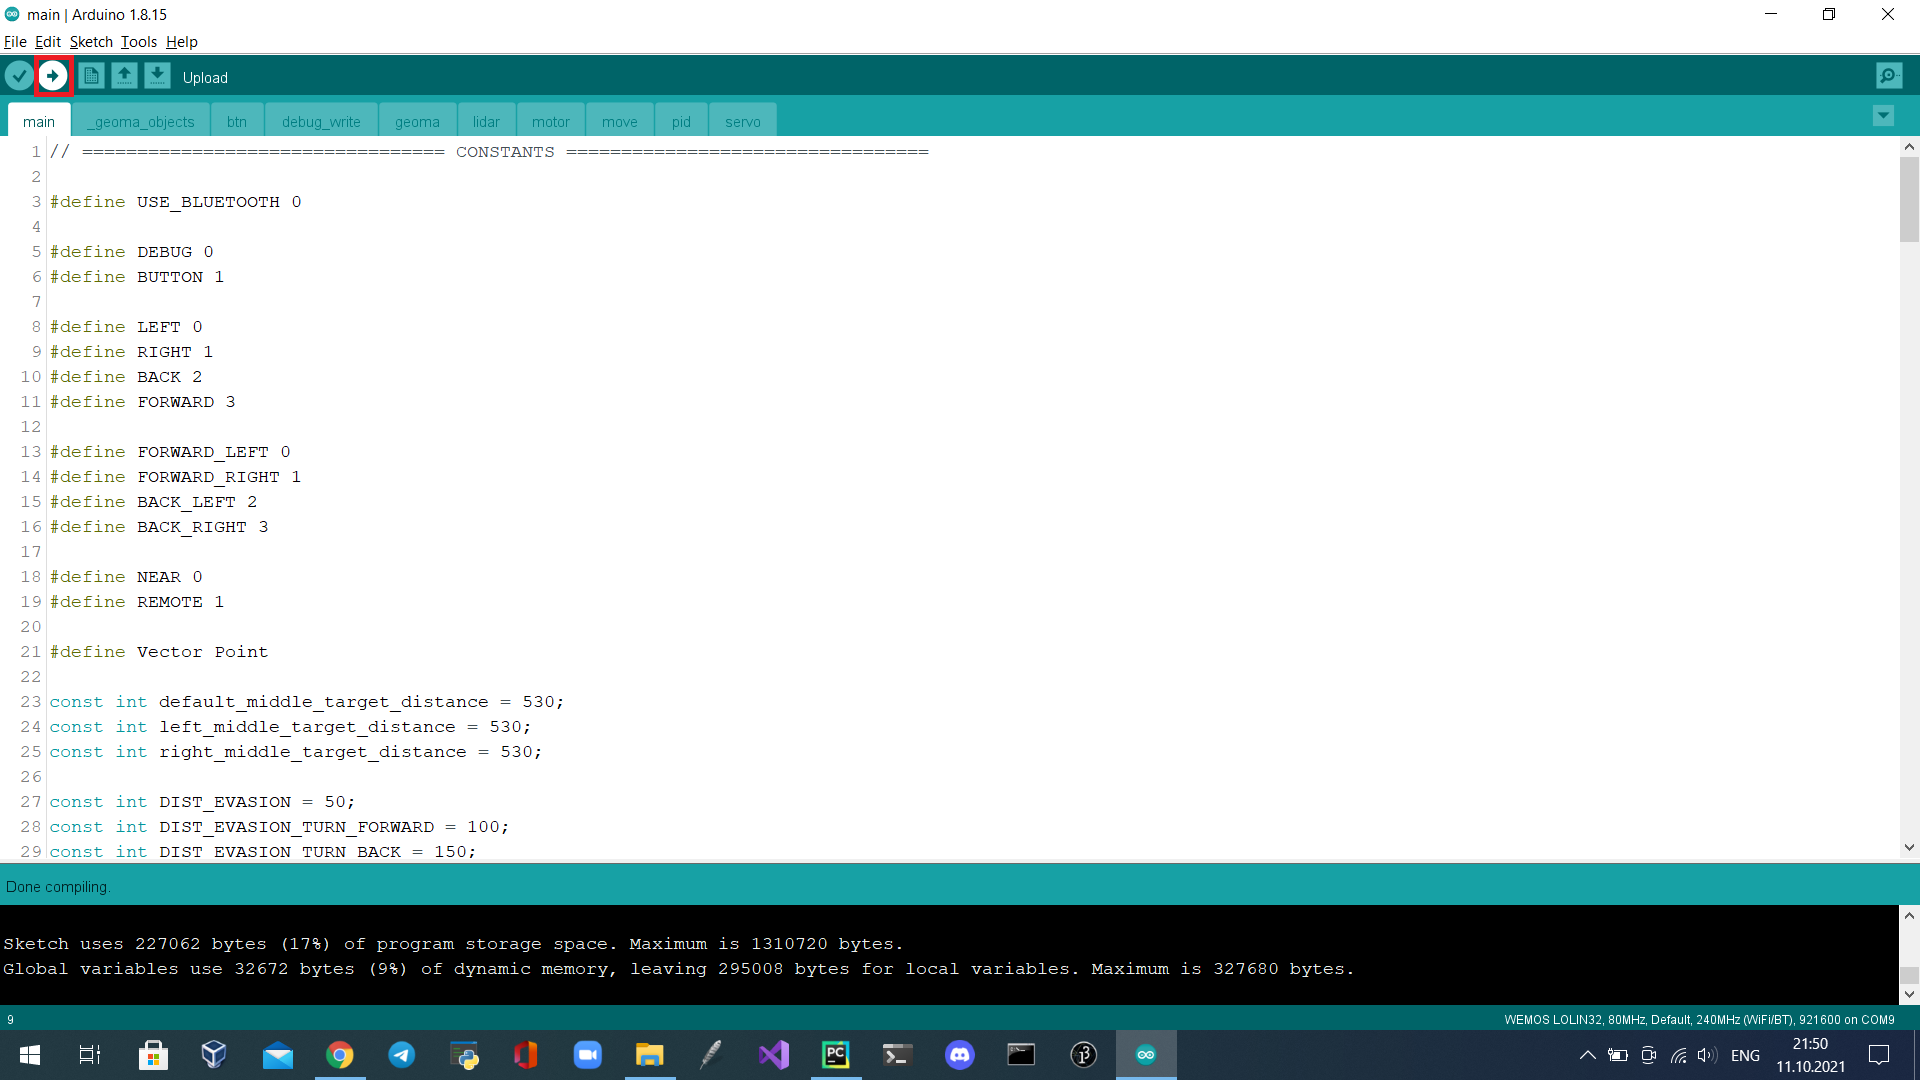 main | Arduino 1.8.15
File Edit Sketch Tools Help
Upload
main _geoma_objects btn debug_write geoma lidar motor move pid servo
1 // ================================= CONSTANTS =================================
2
3 #define USE_BLUETOOTH 0
4
5 #define DEBUG 0
6 #define BUTTON 1
7
8 #define LEFT 0
9 #define RIGHT 1
10 #define BACK 2
11 #define FORWARD 3
12
13 #define FORWARD_LEFT 0
14 #define FORWARD_RIGHT 1
15 #define BACK_LEFT 2
16 #define BACK_RIGHT 3
17
18 #define NEAR 0
19 #define REMOTE 1
20
21 #define Vector Point
22
23 const int default_middle_target_distance = 530;
24 const int left_middle_target_distance = 530;
25 const int right_middle_target_distance = 530;
26
27 const int DIST_EVASION = 50;
28 const int DIST_EVASION_TURN_FORWARD = 100;
29 const int DIST_EVASION_TURN_BACK = 150;
Done compiling.
Sketch uses 227062 bytes (17%) of program storage space. Maximum is 1310720 bytes.
Global variables use 32672 bytes (9%) of dynamic memory, leaving 295008 bytes for local variables. Maximum is 327680 bytes.
9 WEMOS LOLIN32, 80MHz, Default, 240MHz (WiFi/BT), 921600 on COM9
PC
ENG
21:50
11.10.2021